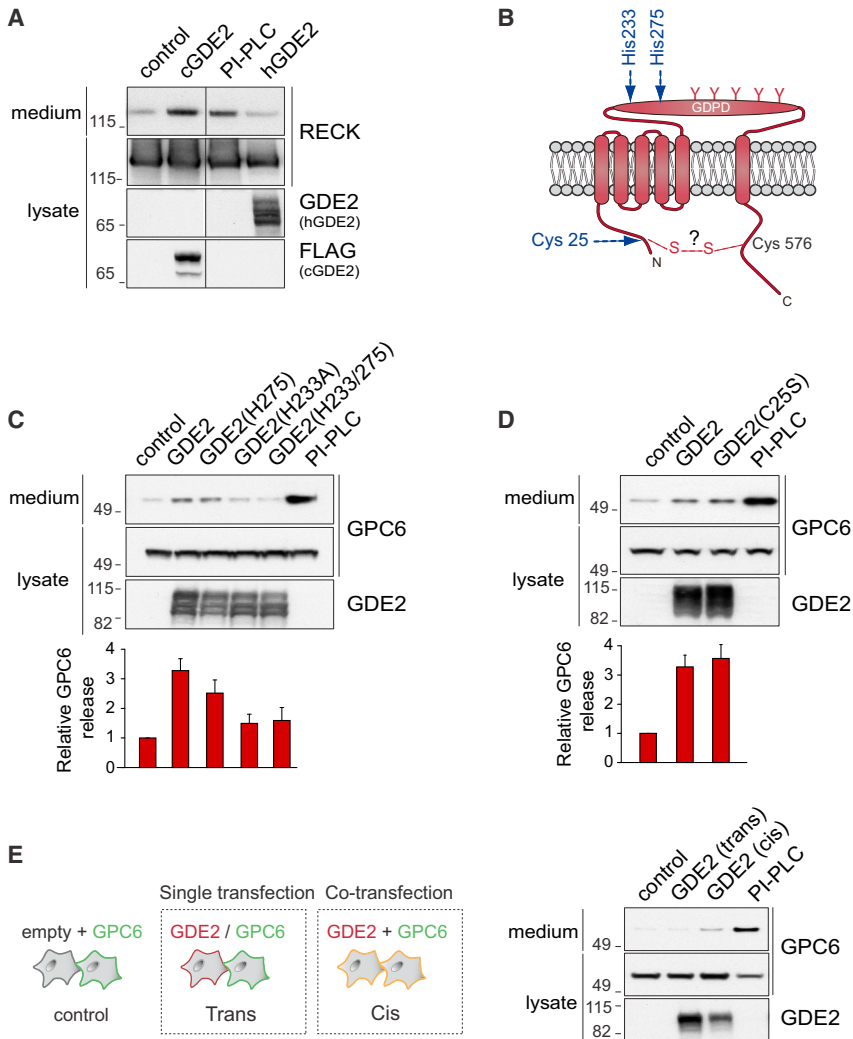 A
control
cGDE2
PI-PLC
hGDE2
medium
115
RECK
115
lysate
65
GDE2
(hGDE2)
65
FLAG
(cGDE2)
B
His233
His275
Y Y Y Y Y
GDPD
Cys 25
N
S
?
S
Cys 576
C
C
control
GDE2
GDE2(H275)
GDE2(H233A)
GDE2(H233/275)
PI-PLC
medium
49
GPC6
49
lysate
115
82
GDE2
Relative GPC6
release
4
3
2
1
0
D
control
GDE2
GDE2(C25S)
PI-PLC
medium
49
GPC6
49
lysate
115
82
GDE2
Relative GPC6
release
4
3
2
1
0
E
Single transfection
Co-transfection
empty + GPC6
GDE2 / GPC6
GDE2 + GPC6
control
Trans
Cis
control
GDE2 (trans)
GDE2 (cis)
PI-PLC
medium
49
GPC6
49
lysate
115
82
GDE2